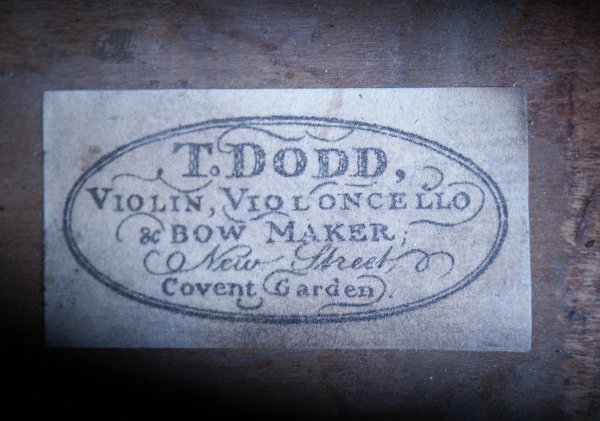 T. DODD,
VIOLIN, VIOLONCELLO
& BOW MAKER;
New Street,
Covent Garden.